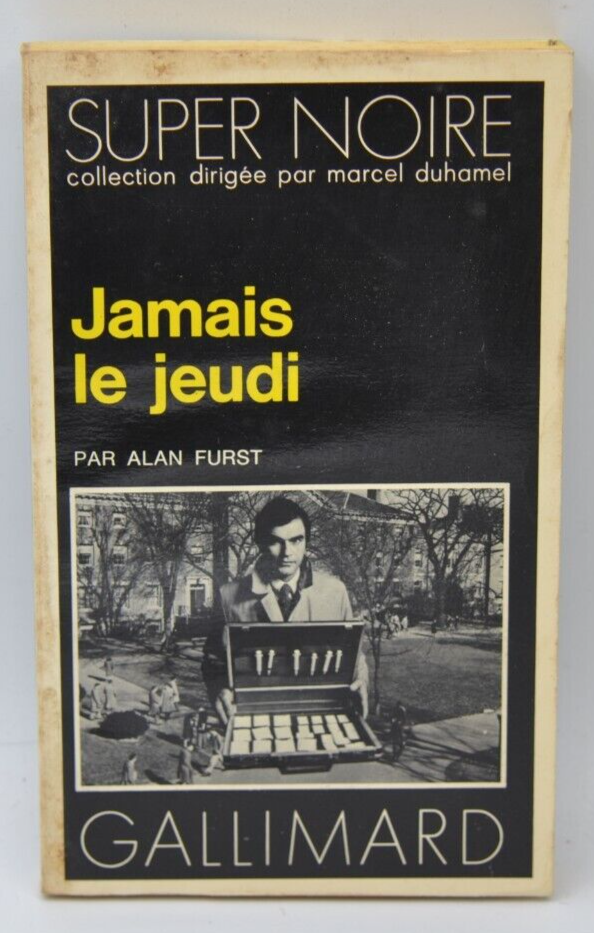 SUPER NOIRE
collection dirigée par marcel duhamel
Jamais
le jeudi
PAR ALAN FURST
GALLIMARD